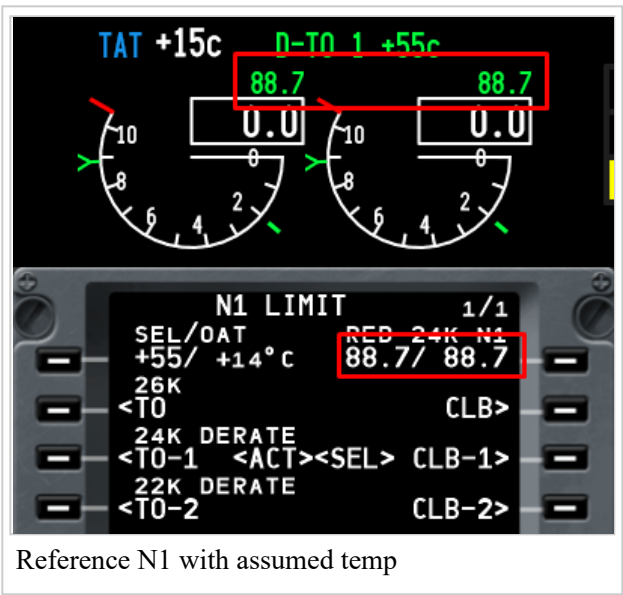 TAT +15c D-TO 1 +55c
88.7 88.7
0.0 0.0
10 0 10 0
8 8
6 4 2 6 4 2
N1 LIMIT 1/1
SEL/OAT RED 24K N1
+55/ +14°C 88.7/ 88.7
26K
<TO CLB>
24K DERATE
<TO-1 <ACT><SEL> CLB-1>
22K DERATE
<TO-2 CLB-2>
Reference N1 with assumed temp